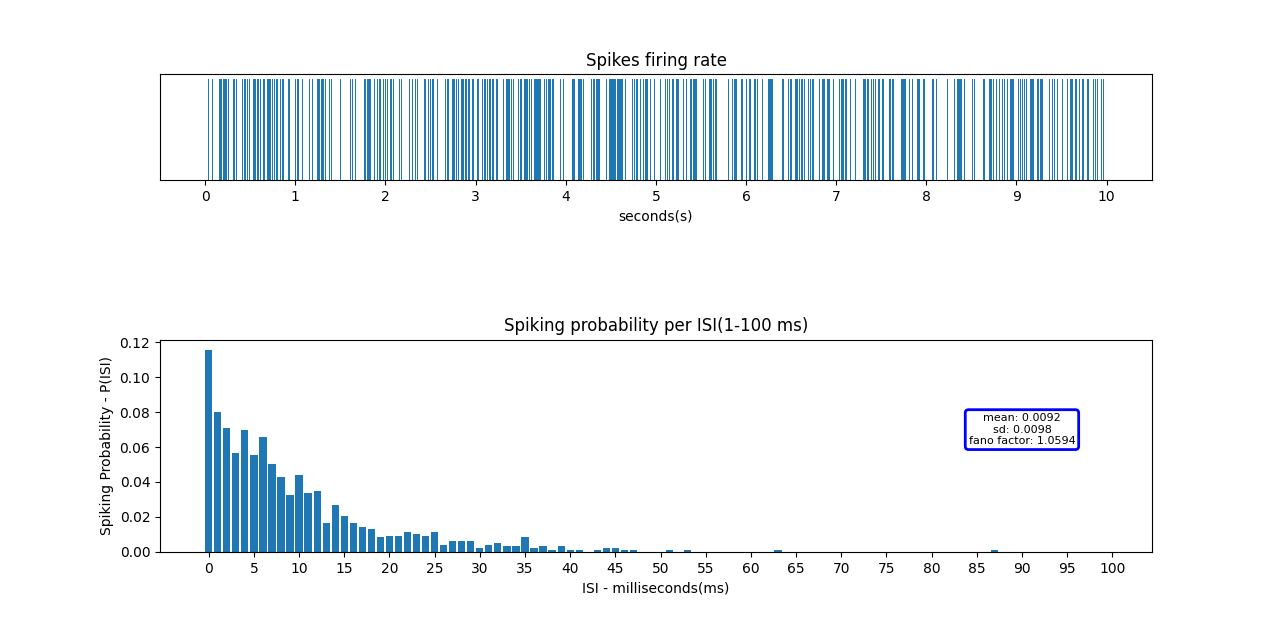 Spikes firing rate
0 1 2 3 4 5 6 7 8 9 10
seconds(s)
Spiking probability per ISI(1-100 ms)
Spiking Probability - P(ISI)
0.12
0.10
0.08
0.06
0.04
0.02
0.00
mean: 0.0092
sd: 0.0098
fano factor: 1.0594
0 5 10 15 20 25 30 35 40 45 50 55 60 65 70 75 80 85 90 95 100
ISI - milliseconds(ms)